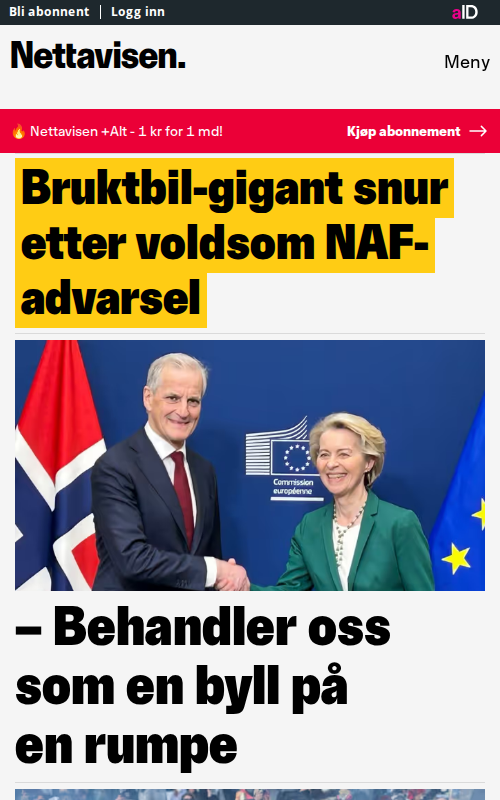 Bli abonnent | Logg inn
aID
Nettavisen.
Meny
🔥 Nettavisen +Alt - 1 kr for 1 md!
Kjøp abonnement →
Bruktbil-gigant snur
etter voldsom NAF-
advarsel
Commission
européenne
– Behandler oss
som en byll på
en rumpe